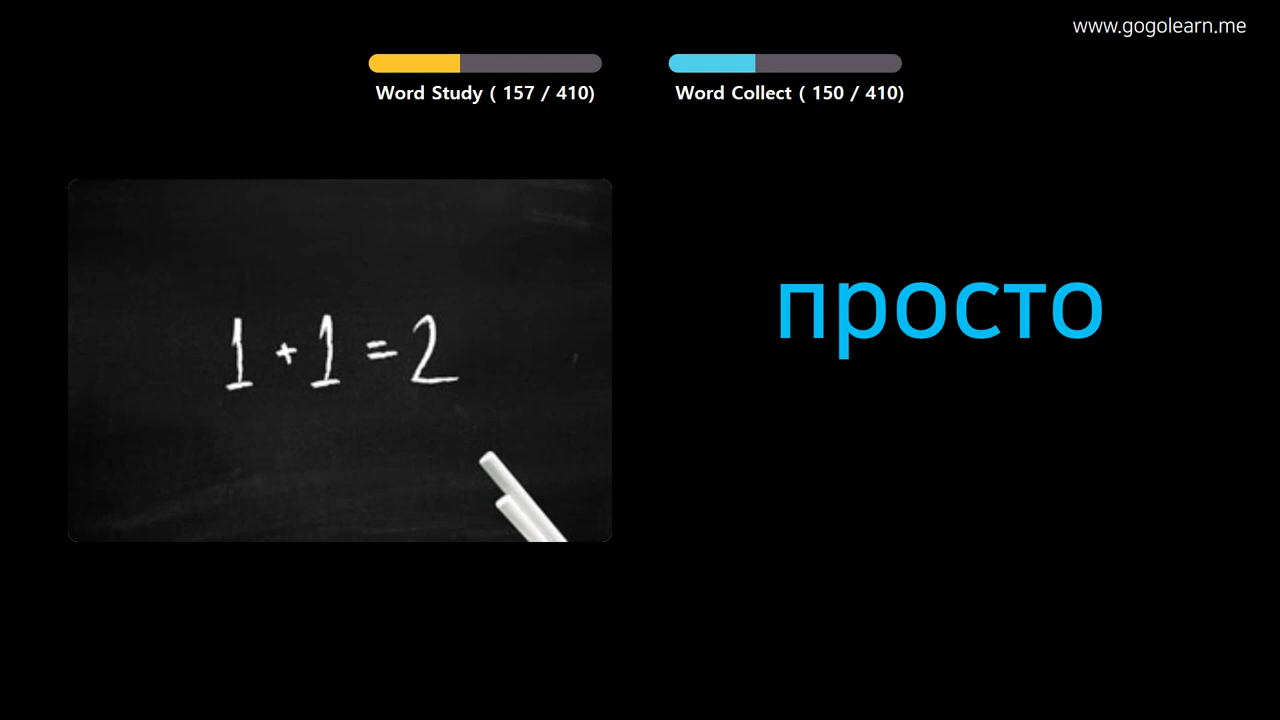 www.gogolearn.me
Word Study ( 157 / 410)
Word Collect ( 150 / 410)
просто
1 + 1 = 2